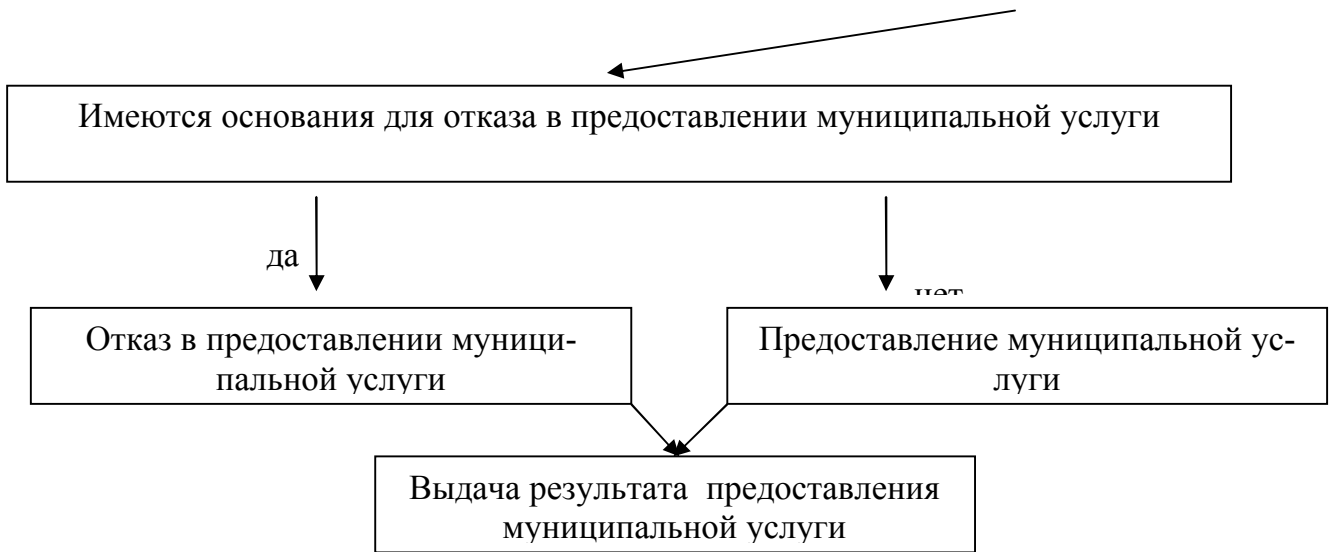 Имеются основания для отказа в предоставлении муниципальной услуги
да
нет
Отказ в предоставлении муници-
пальной услуги
Предоставление муниципальной ус-
луги
Выдача результата предоставления
муниципальной услуги